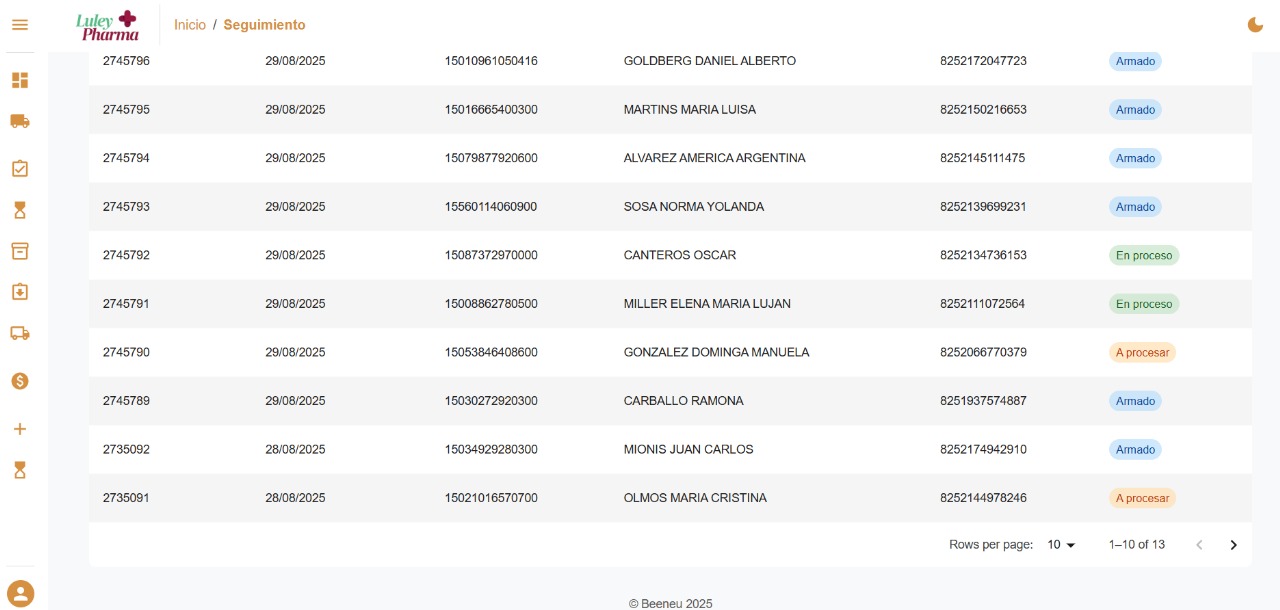 Luley Pharma
Inicio / Seguimiento
2745796 29/08/2025 15010961050416 GOLDBERG DANIEL ALBERTO 8252172047723 Armado
2745795 29/08/2025 15016665400300 MARTINS MARIA LUISA 8252150216653 Armado
2745794 29/08/2025 15079877920600 ALVAREZ AMERICA ARGENTINA 8252145111475 Armado
2745793 29/08/2025 15560114060900 SOSA NORMA YOLANDA 8252139699231 Armado
2745792 29/08/2025 15087372970000 CANTEROS OSCAR 8252134736153 En proceso
2745791 29/08/2025 15008862780500 MILLER ELENA MARIA LUJAN 8252111072564 En proceso
2745790 29/08/2025 15053846408600 GONZALEZ DOMINGA MANUELA 8252066770379 A procesar
2745789 29/08/2025 15030272920300 CARBALLO RAMONA 8251937574887 Armado
2735092 28/08/2025 15034929280300 MIONIS JUAN CARLOS 8252174942910 Armado
2735091 28/08/2025 15021016570700 OLMOS MARIA CRISTINA 8252144978246 A procesar
Rows per page: 10 1–10 of 13
© Beeneu 2025